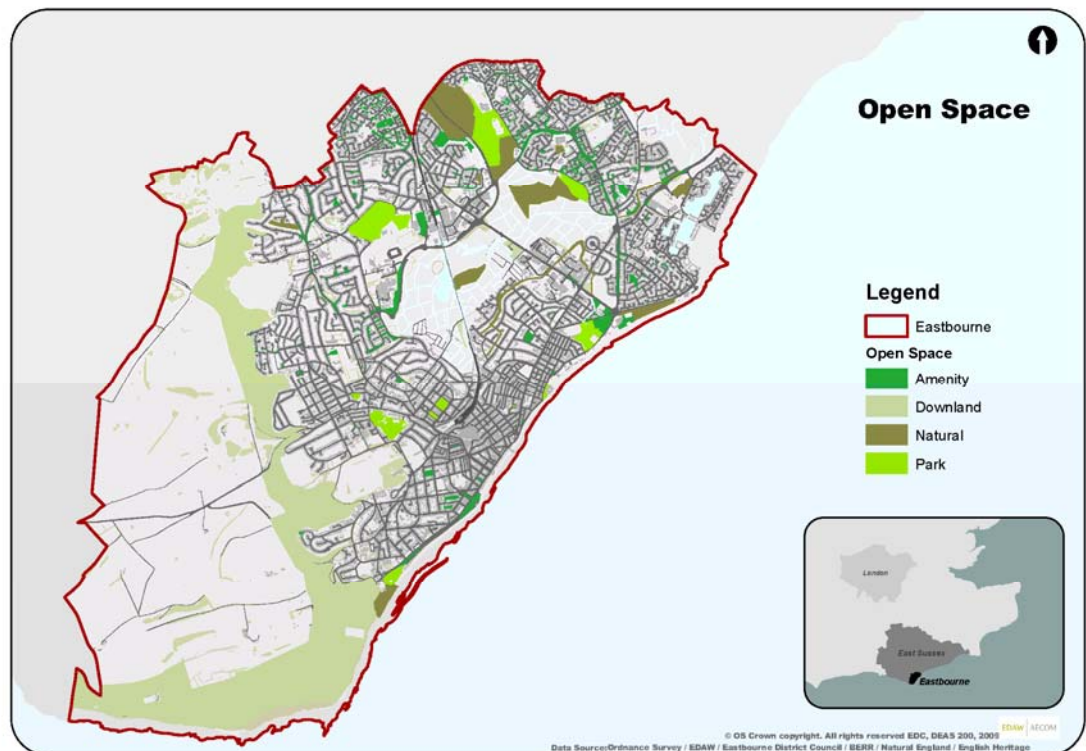 Open Space
Legend
Eastbourne
Open Space
Amenity
Downland
Natural
Park
London
East Sussex
Eastbourne
EDAW | AECOM
© OS Crown copyright. All rights reserved EDC, DEAS 200, 2009
Data Source:Ordnance Survey / EDAW / Eastbourne District Council / BERR / Natural England / English Heritage